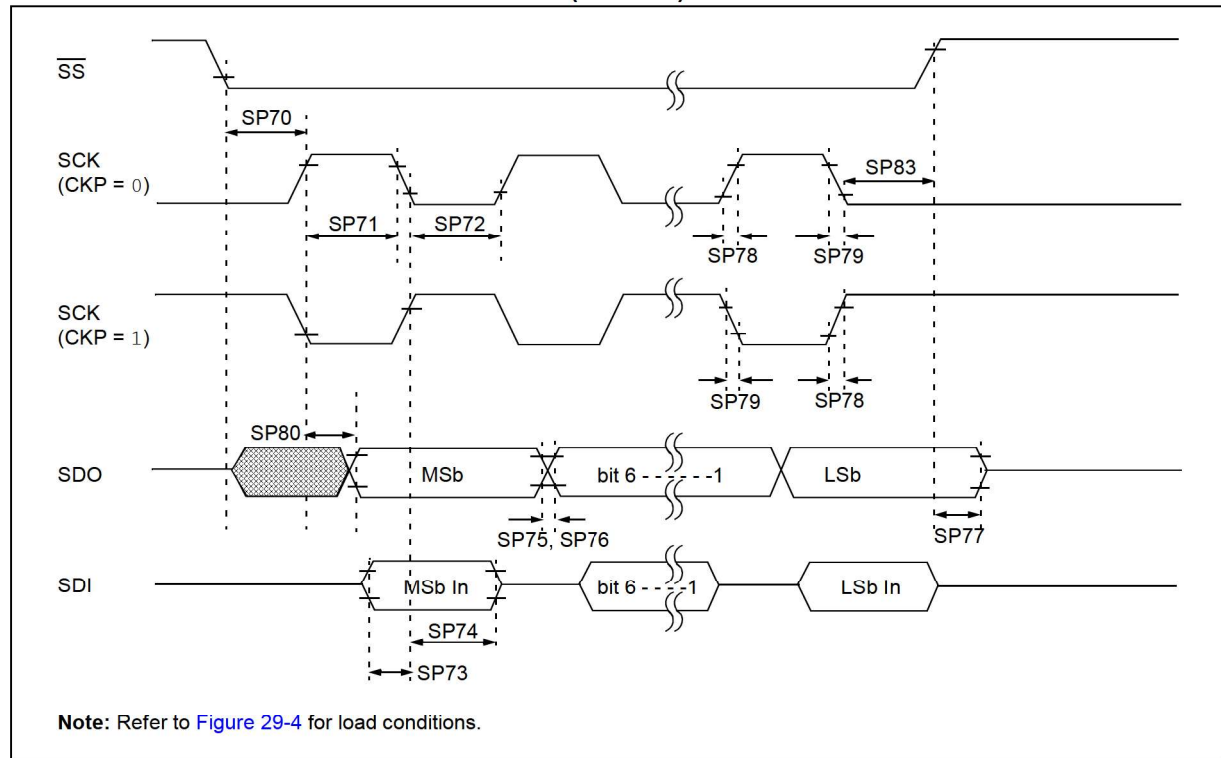 SS
SP70
SCK
(CKP = 0)
SP83
SP71
SP72
SP78
SP79
SCK
(CKP = 1)
SP79
SP78
SP80
SDO
MSb
bit 6 - - - - - -1
LSb
SP75, SP76
SP77
SDI
MSb In
bit 6 - - - -1
LSb In
SP74
SP73
Note: Refer to Figure 29-4 for load conditions.